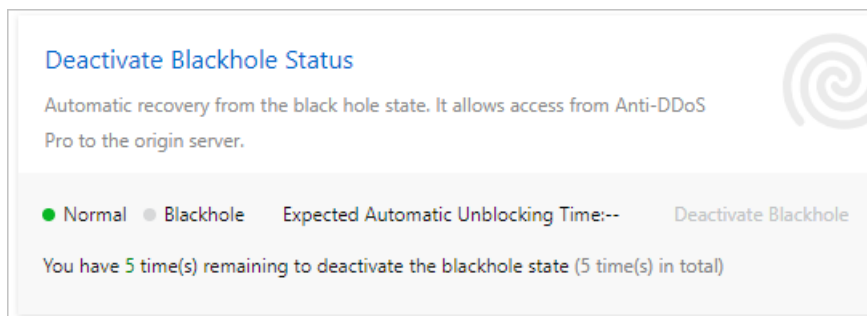 Deactivate Blackhole Status
Automatic recovery from the black hole state. It allows access from Anti-DDoS
Pro to the origin server.
Normal Blackhole Expected Automatic Unblocking Time:-- Deactivate Blackhole
You have 5 time(s) remaining to deactivate the blackhole state (5 time(s) in total)